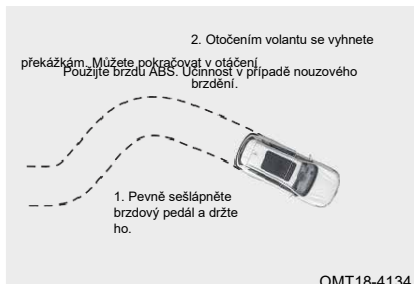 2. Otočením volantu se vyhnete
překážkám. Můžete pokračovat v otáčení
Použijte brzdu ABS. Účinnost v případě nouzového
brzdění.
1. Pevně sešlápněte
brzdový pedál a držte
ho.
OMT18-4134